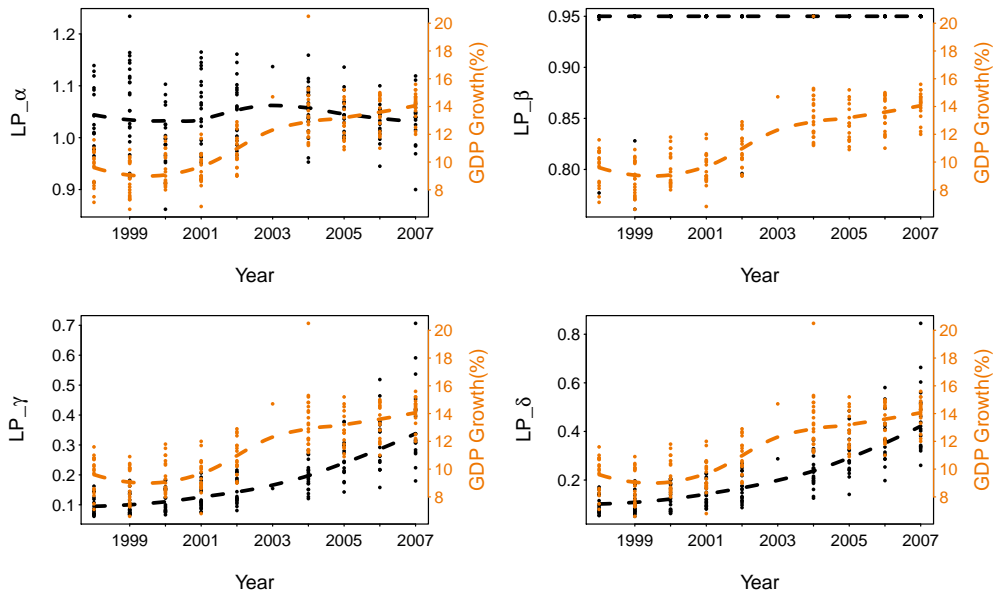 LP_α
1.2
1.1
1.0
0.9
20
18
16
14
12
10
8
GDP Growth(%)
1999 2001 2003 2005 2007
Year
LP_β
0.95
0.90
0.85
0.80
20
18
16
14
12
10
8
GDP Growth(%)
1999 2001 2003 2005 2007
Year
LP_γ
0.7
0.6
0.5
0.4
0.3
0.2
0.1
20
18
16
14
12
10
8
GDP Growth(%)
1999 2001 2003 2005 2007
Year
LP_δ
0.8
0.6
0.4
0.2
20
18
16
14
12
10
8
GDP Growth(%)
1999 2001 2003 2005 2007
Year